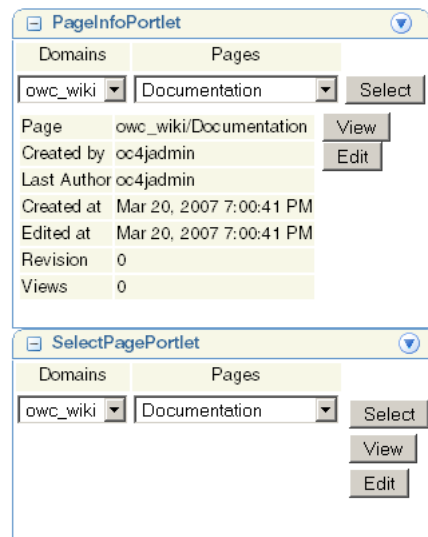 PageInfoPortlet
Domains Pages
owc_wiki Documentation Select
Page owc_wiki/Documentation View
Created by oc4jadmin Edit
Last Author oc4jadmin
Created at Mar 20, 2007 7:00:41 PM
Edited at Mar 20, 2007 7:00:41 PM
Revision 0
Views 0
SelectPagePortlet
Domains Pages
owc_wiki Documentation Select
View
Edit